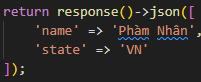 return response()->json([
'name' => 'Phàm Nhân',
'state' => 'VN'
]);